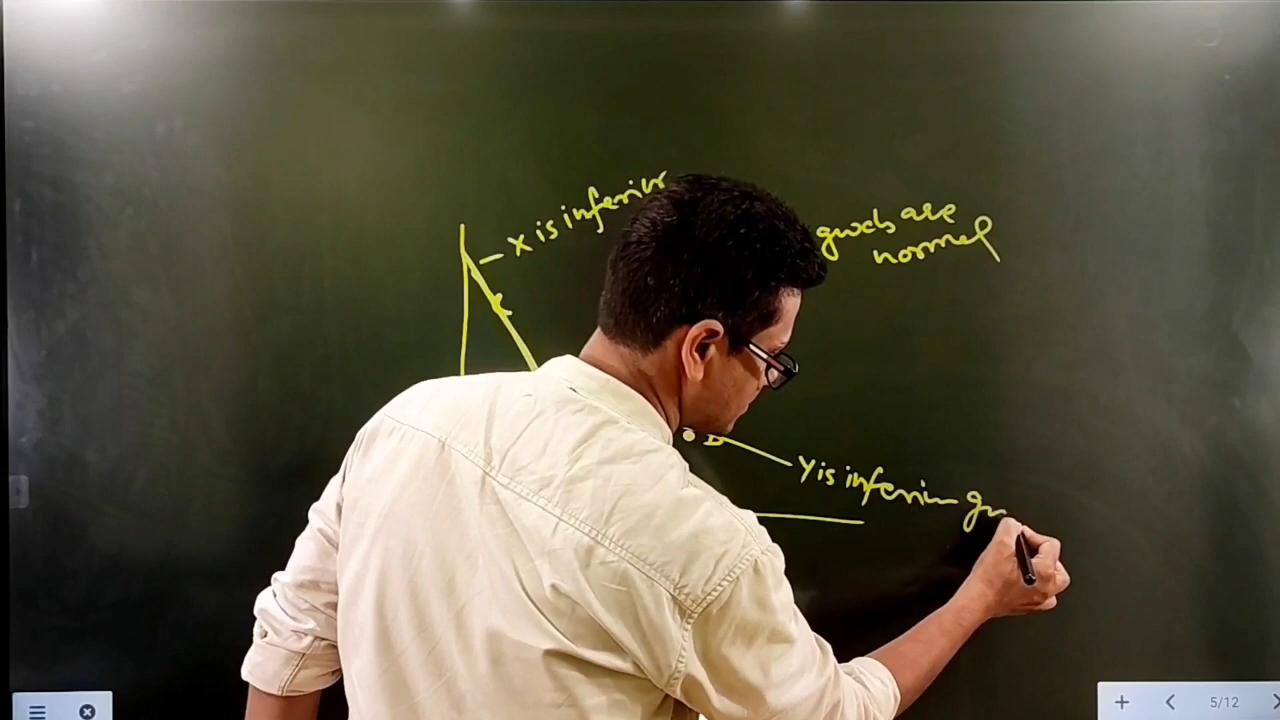 X is inferior
goods are
normal
D
Y is inferior
5/12